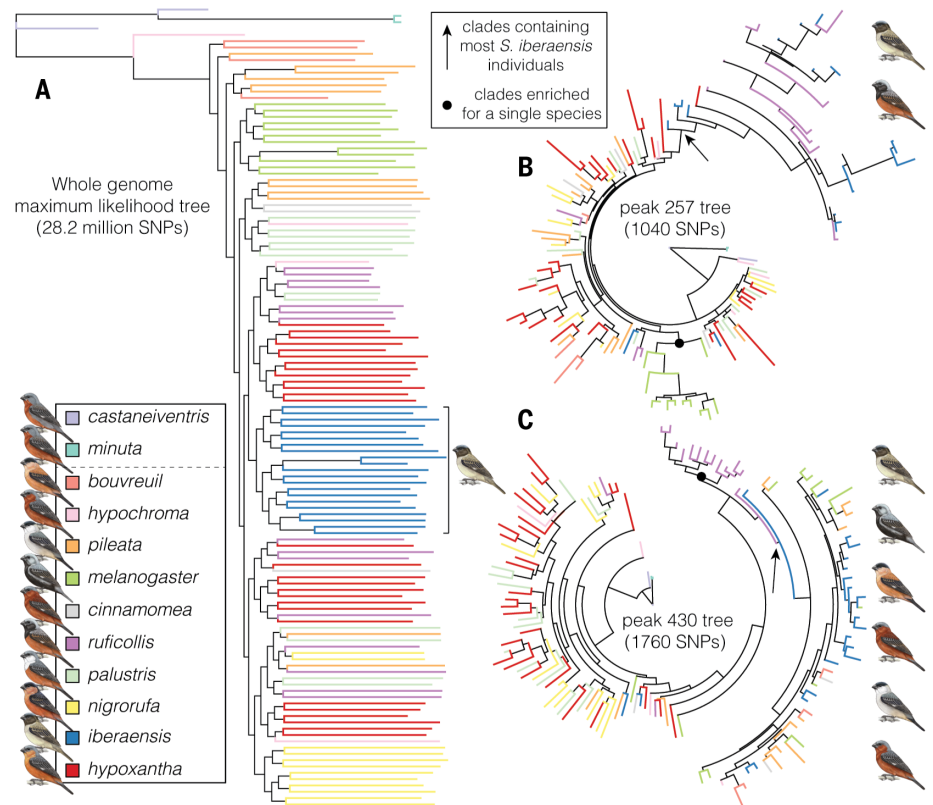 A
Whole genome
maximum likelihood tree
(28.2 million SNPs)
clades containing
most S. iberaensis
individuals
clades enriched
for a single species
B
peak 257 tree
(1040 SNPs)
C
peak 430 tree
(1760 SNPs)
castaneiventris
minuta
bouvreuil
hypochroma
pileata
melanogaster
cinnamomea
ruficollis
palustris
nigrorufa
iberaensis
hypoxantha